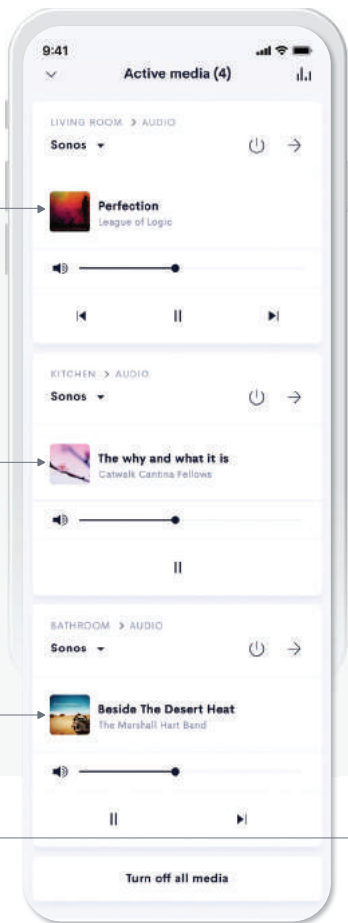 9:41
Active media (4)
LIVING ROOM > AUDIO
Sonos
Perfection
League of Logic
KITCHEN > AUDIO
Sonos
The why and what it is
Catwalk Cantina Fellows
BATHROOM > AUDIO
Sonos
Beside The Desert Heat
The Marshall Hart Band
Turn off all media